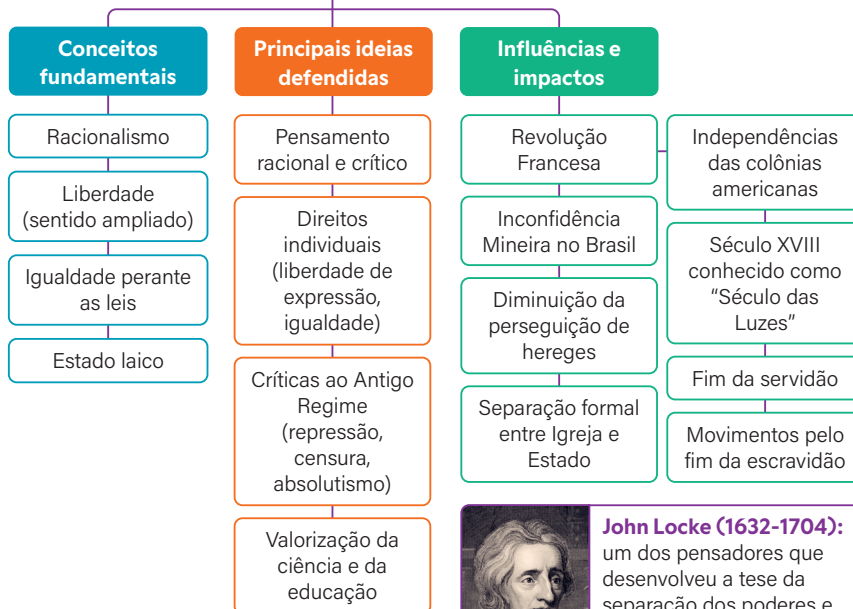 Conceitos
fundamentais
Racionalismo
Liberdade
(sentido ampliado)
Igualdade perante
as leis
Estado laico
Principais ideias
defendidas
Pensamento
racional e crítico
Direitos
individuais
(liberdade de
expressão,
igualdade)
Críticas ao Antigo
Regime
(repressão,
censura,
absolutismo)
Valorização da
ciência e da
educação
Influências e
impactos
Revolução
Francesa
Inconfidência
Mineira no Brasil
Diminuição da
perseguição de
hereges
Separação formal
entre Igreja e
Estado
Independências
das colônias
americanas
Século XVIII
conhecido como
“Século das
Luzes”
Fim da servidão
Movimentos pelo
fim da escravidão
John Locke (1632-1704):
um dos pensadores que
desenvolveu a tese da
separação dos poderes e